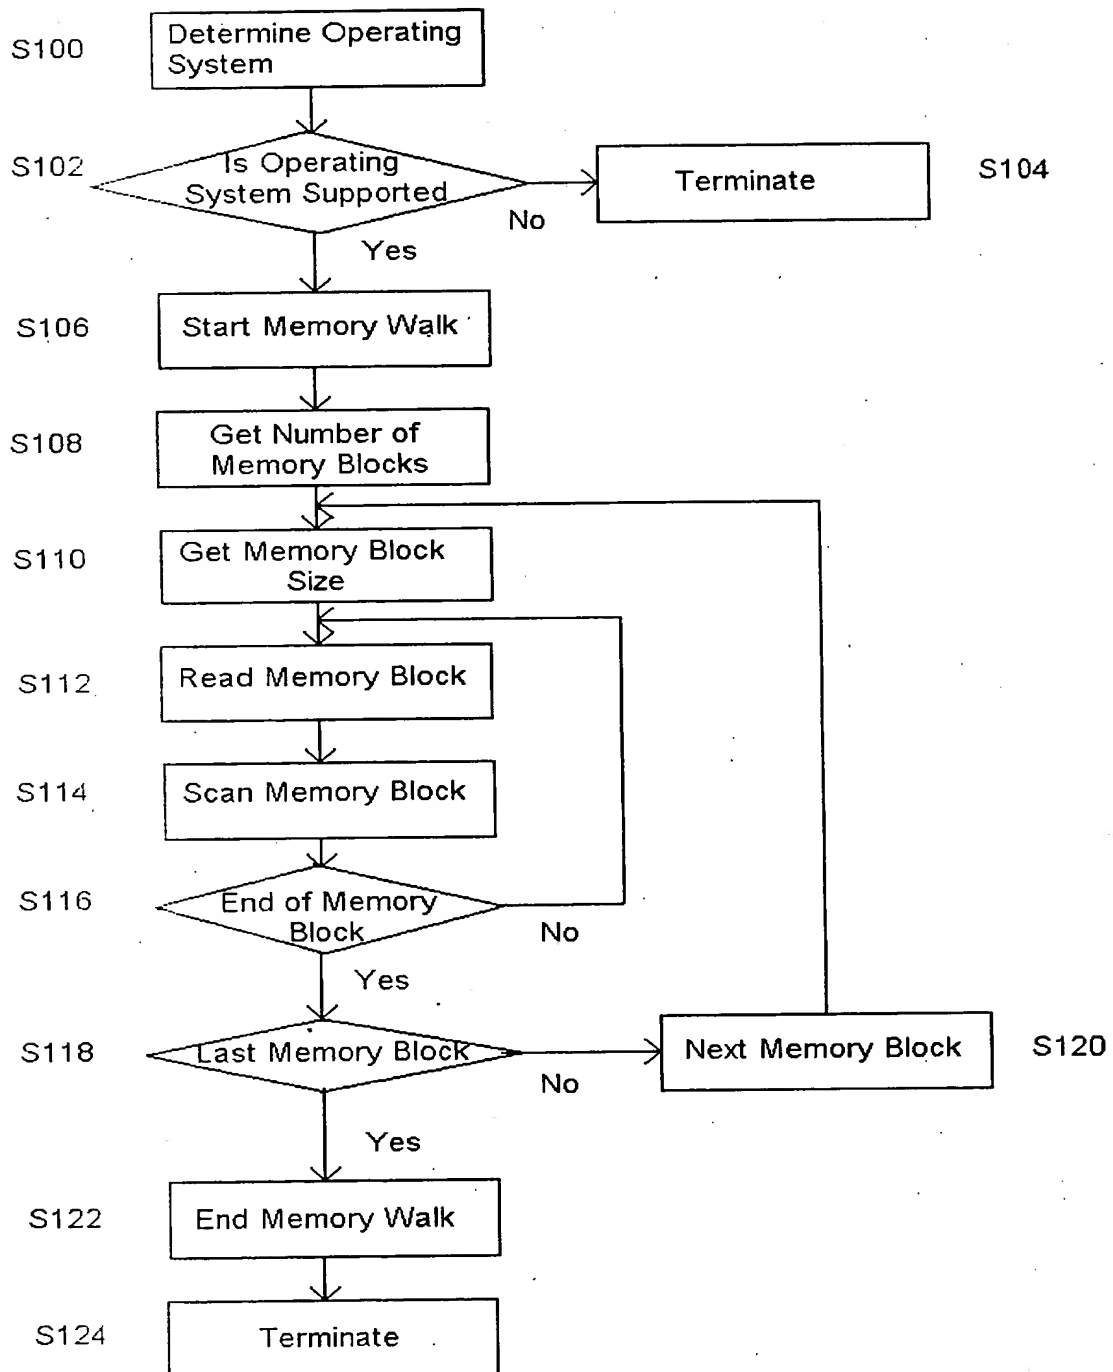 S100
Determine Operating
System
S102
Is Operating
System Supported
No
Yes
Terminate
S104
S106
Start Memory Walk
S108
Get Number of
Memory Blocks
S110
Get Memory Block
Size
S112
Read Memory Block
S114
Scan Memory Block
S116
End of Memory
Block
No
Yes
S118
Last Memory Block
No
Next Memory Block
S120
Yes
S122
End Memory Walk
S124
Terminate